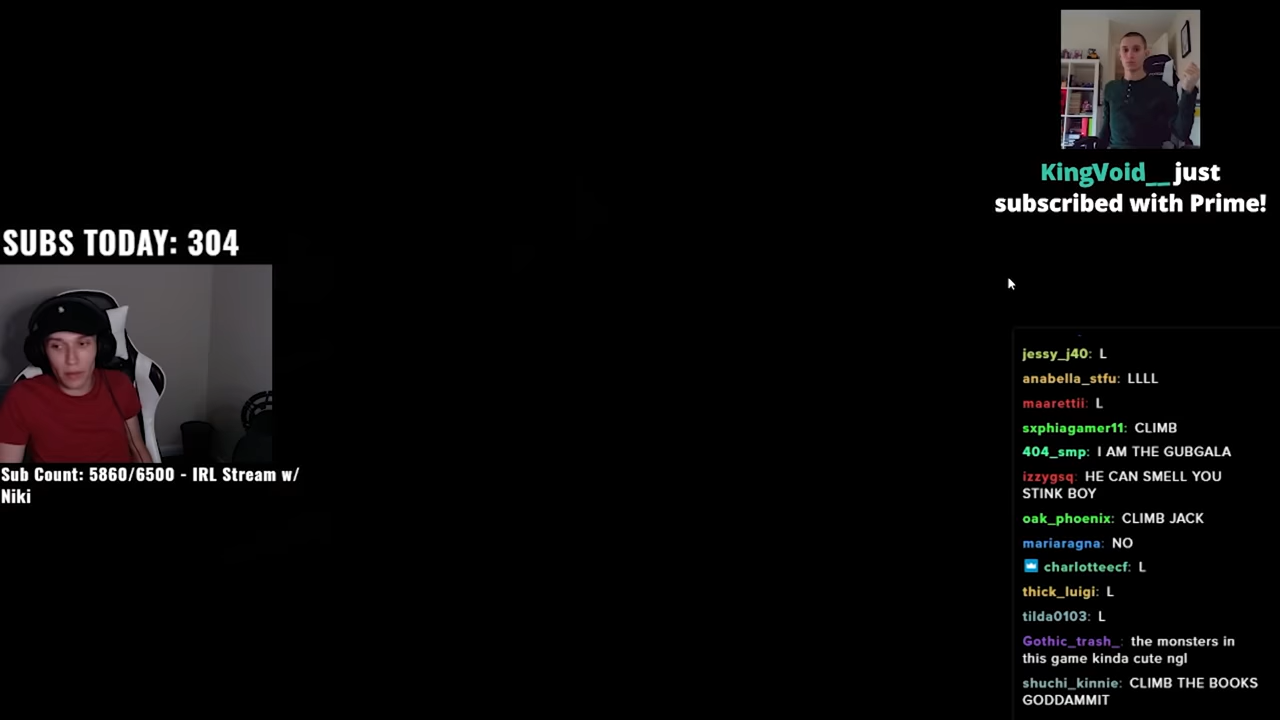 KingVoid__ just
subscribed with Prime!
SUBS TODAY: 304
Sub Count: 5860/6500 - IRL Stream w/
Niki
jessy_j40: L
anabella_stfu: LLLL
maarettii: L
sxphiagamer11: CLIMB
404_smp: I AM THE GUBGALA
izzygsq: HE CAN SMELL YOU
STINK BOY
oak_phoenix: CLIMB JACK
mariaragna: NO
charlotteecf: L
thick_luigi: L
tilda0103: L
Gothic_trash_: the monsters in
this game kinda cute ngl
shuchi_kinnie: CLIMB THE BOOKS
GODDAMMIT